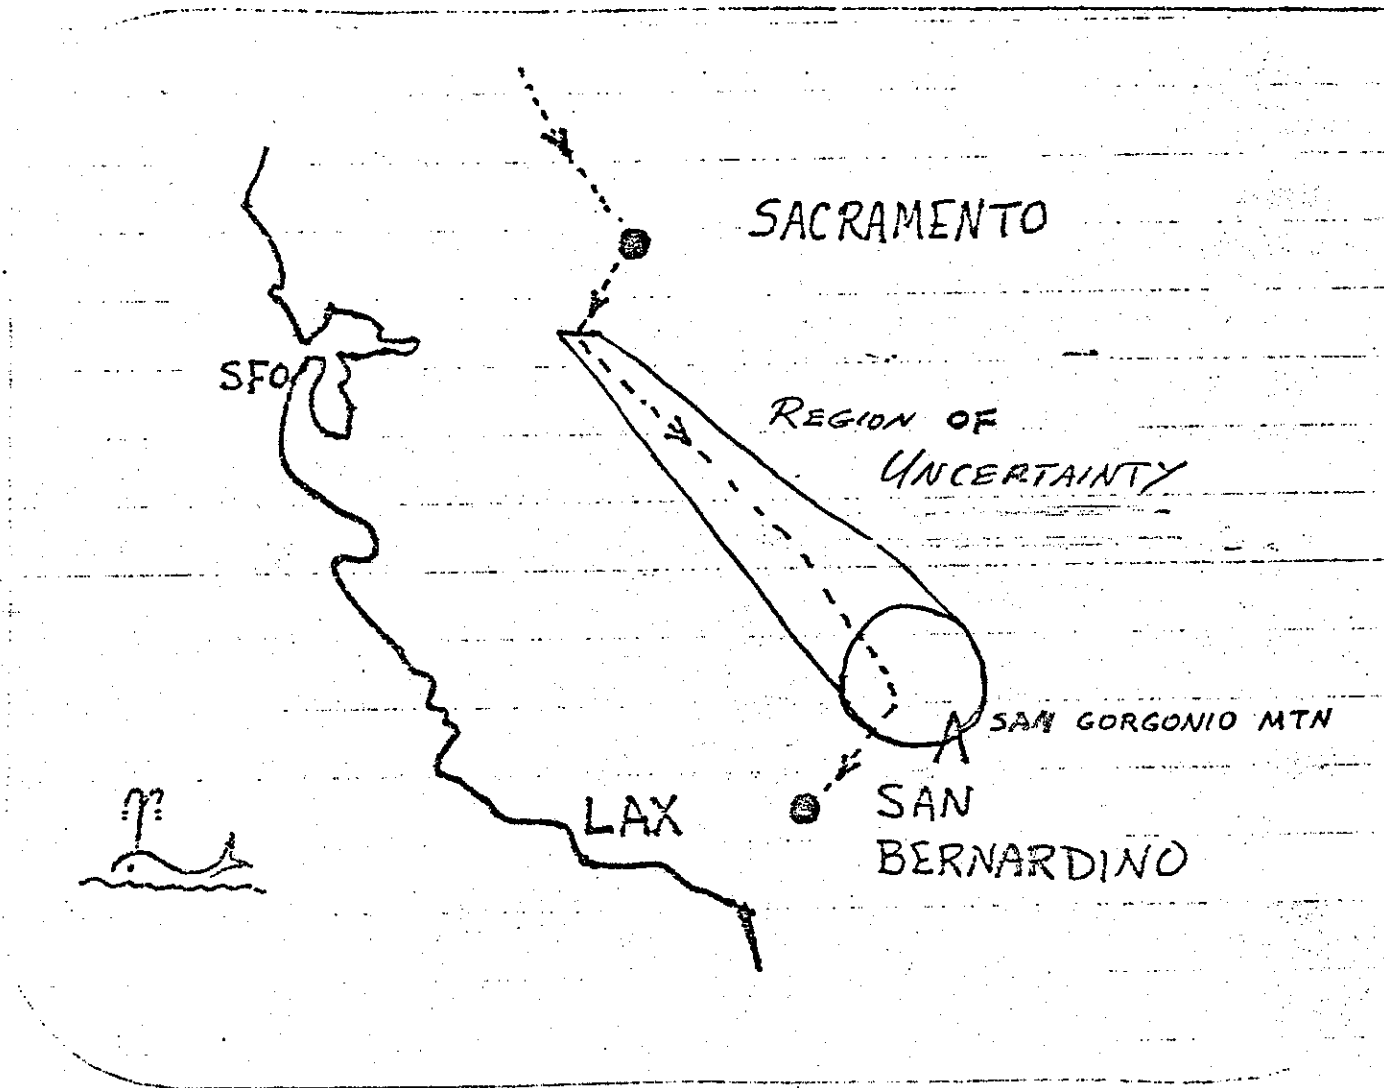 SACRAMENTO
SFO
REGION OF
UNCERTAINTY
SAN GORGONIO MTN
LAX
SAN
BERNARDINO